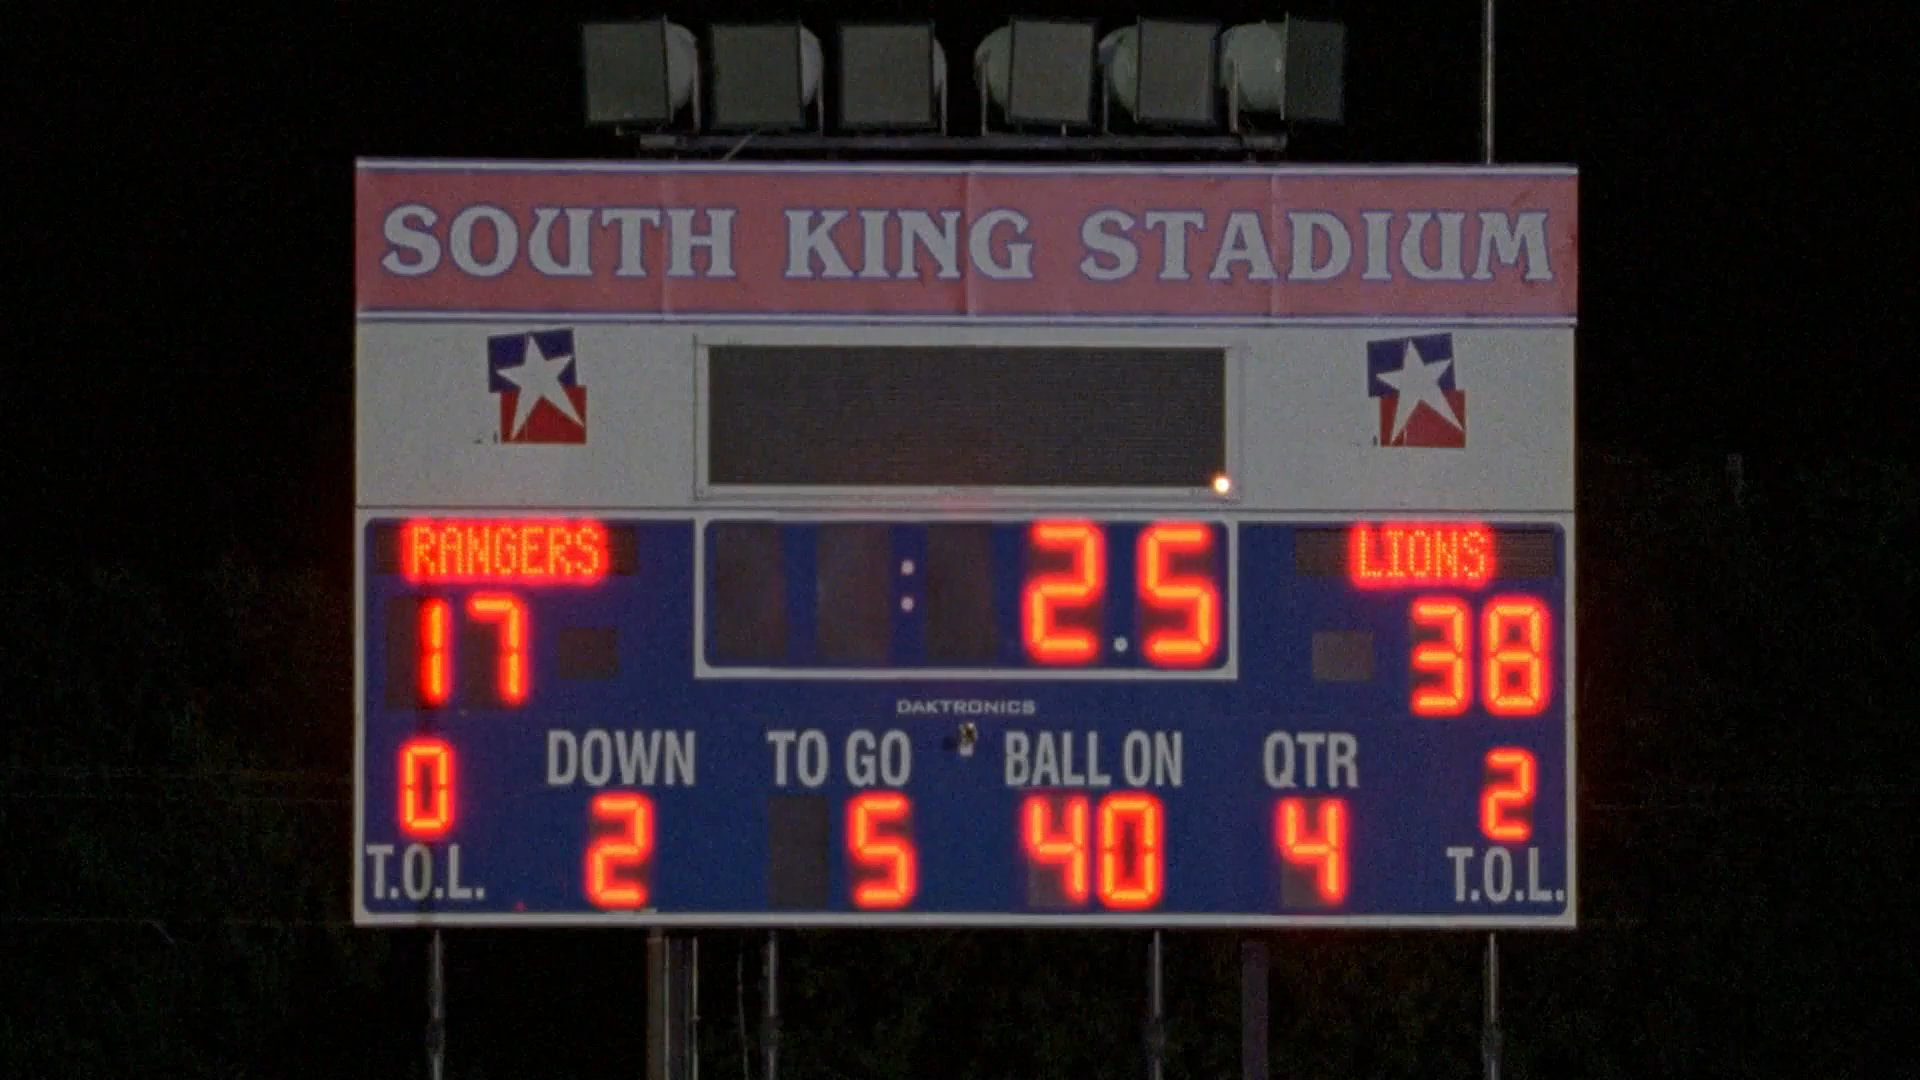 SOUTH KING STADIUM
RANGERS : 2.5 LIONS
17 38
DAKTRONICS
DOWN TO GO BALL ON QTR
0 2
2 5 40 4
T.O.L. T.O.L.